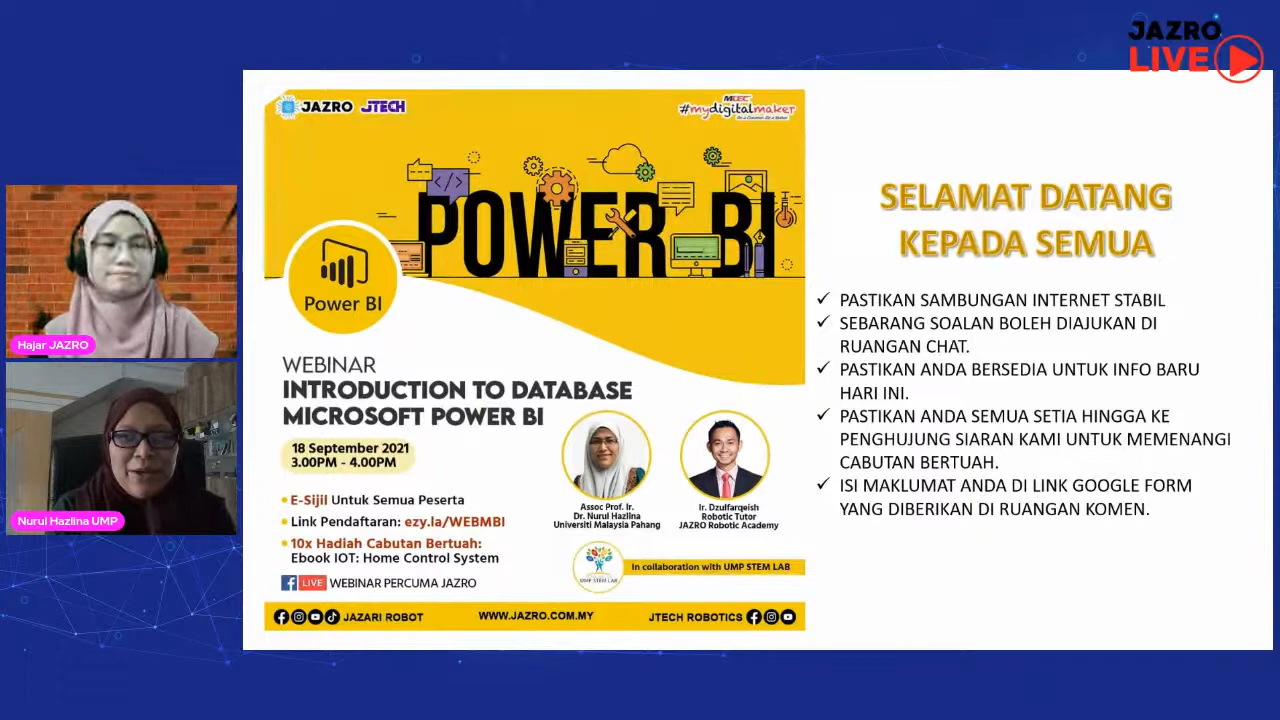 JAZRO
LIVE
JAZRO JTECH
MDEC
#mydigitalmaker
POWER BI
Power BI
WEBINAR
INTRODUCTION TO DATABASE
MICROSOFT POWER BI
18 September 2021
3.00PM - 4.00PM
E-Sijil Untuk Semua Peserta
Link Pendaftaran: ezy.la/WEBMBI
10x Hadiah Cabutan Bertuah:
Ebook IOT: Home Control System
LIVE WEBINAR PERCUMA JAZRO
Assoc Prof. Ir.
Dr. Nurul Hazlina
Universiti Malaysia Pahang
Ir. Dzulfarqeish
Robotic Tutor
JAZRO Robotic Academy
UMP STEM LAB
In collaboration with UMP STEM LAB
JAZARI ROBOT
WWW.JAZRO.COM.MY
JTECH ROBOTICS
SELAMAT DATANG
KEPADA SEMUA
PASTIKAN SAMBUNGAN INTERNET STABIL
SEBARANG SOALAN BOLEH DIAJUKAN DI
RUANGAN CHAT.
PASTIKAN ANDA BERSEDIA UNTUK INFO BARU
HARI INI.
PASTIKAN ANDA SEMUA SETIA HINGGA KE
PENGHUJUNG SIARAN KAMI UNTUK MEMENANGI
CABUTAN BERTUAH.
ISI MAKLUMAT ANDA DI LINK GOOGLE FORM
YANG DIBERIKAN DI RUANGAN KOMEN.
Hajar JAZRO
Nurul Hazlina UMP